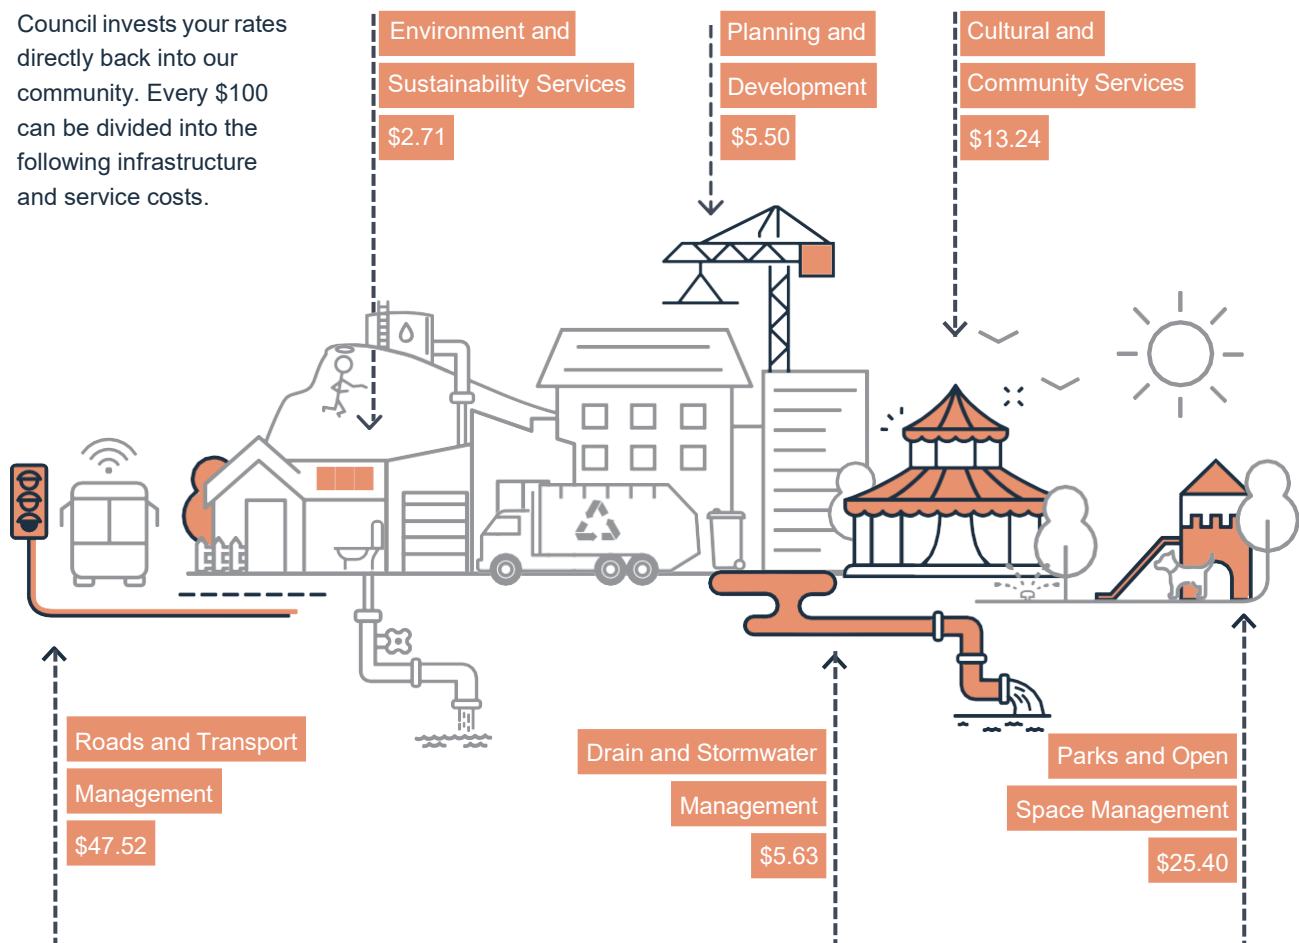 Council invests your rates
directly back into our
community. Every $100
can be divided into the
following infrastructure
and service costs.
Environment and
Sustainability Services
$2.71
Planning and
Development
$5.50
Cultural and
Community Services
$13.24
Roads and Transport
Management
$47.52
Drain and Stormwater
Management
$5.63
Parks and Open
Space Management
$25.40